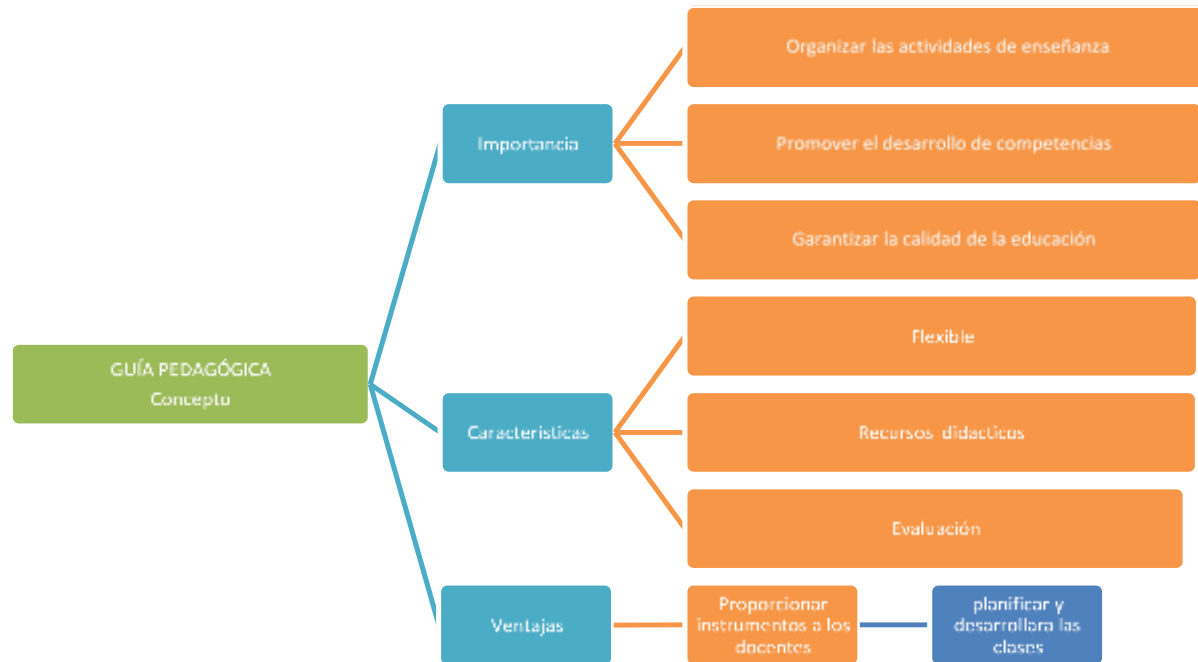 GUÍA PEDAGÓGICA
Concepto
Importancia
Organizar las actividades de enseñanza
Promover el desarrollo de competencias
Garantizar la calidad de la educación
Características
Flexible
Recursos didacticos
Evaluación
Ventajas
Proporcionar
instrumentos a los
docentes
planificar y
desarrollara las
clases